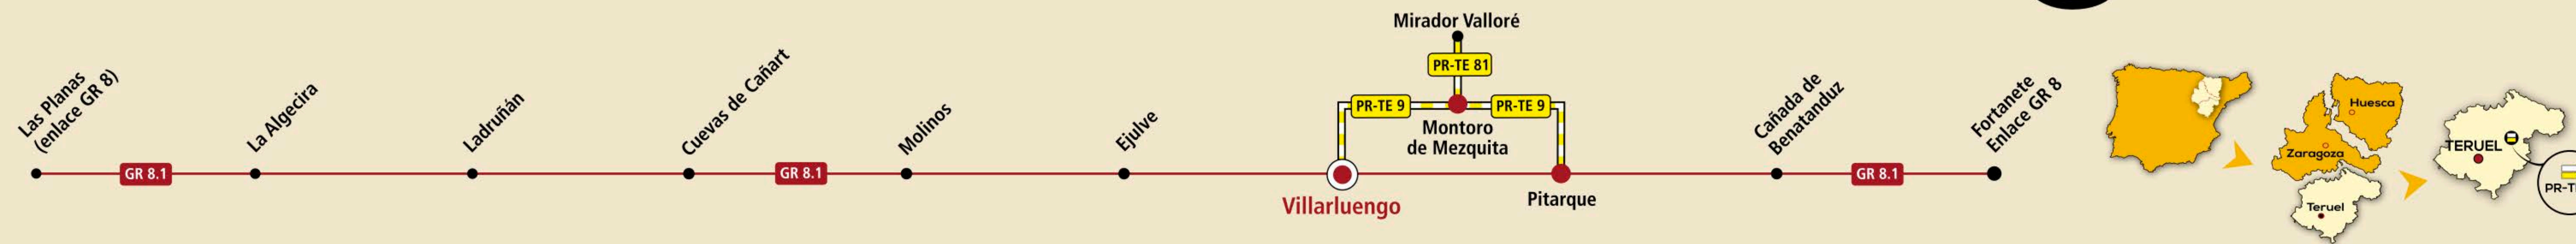 Las Planas
(enlace GR 8)
GR 8.1
La Algecira
Ladruñán
Cuevas de Cañart
GR 8.1
Molinos
Ejulve
Villarluengo
PR-TE 9
Mirador Valloré
PR-TE 81
PR-TE 9
Montoro
de Mezquita
Pitarque
Cañada de
Benatanduz
GR 8.1
Fortanete
Enlace GR 8
Huesca
Zaragoza
Teruel
TERUEL